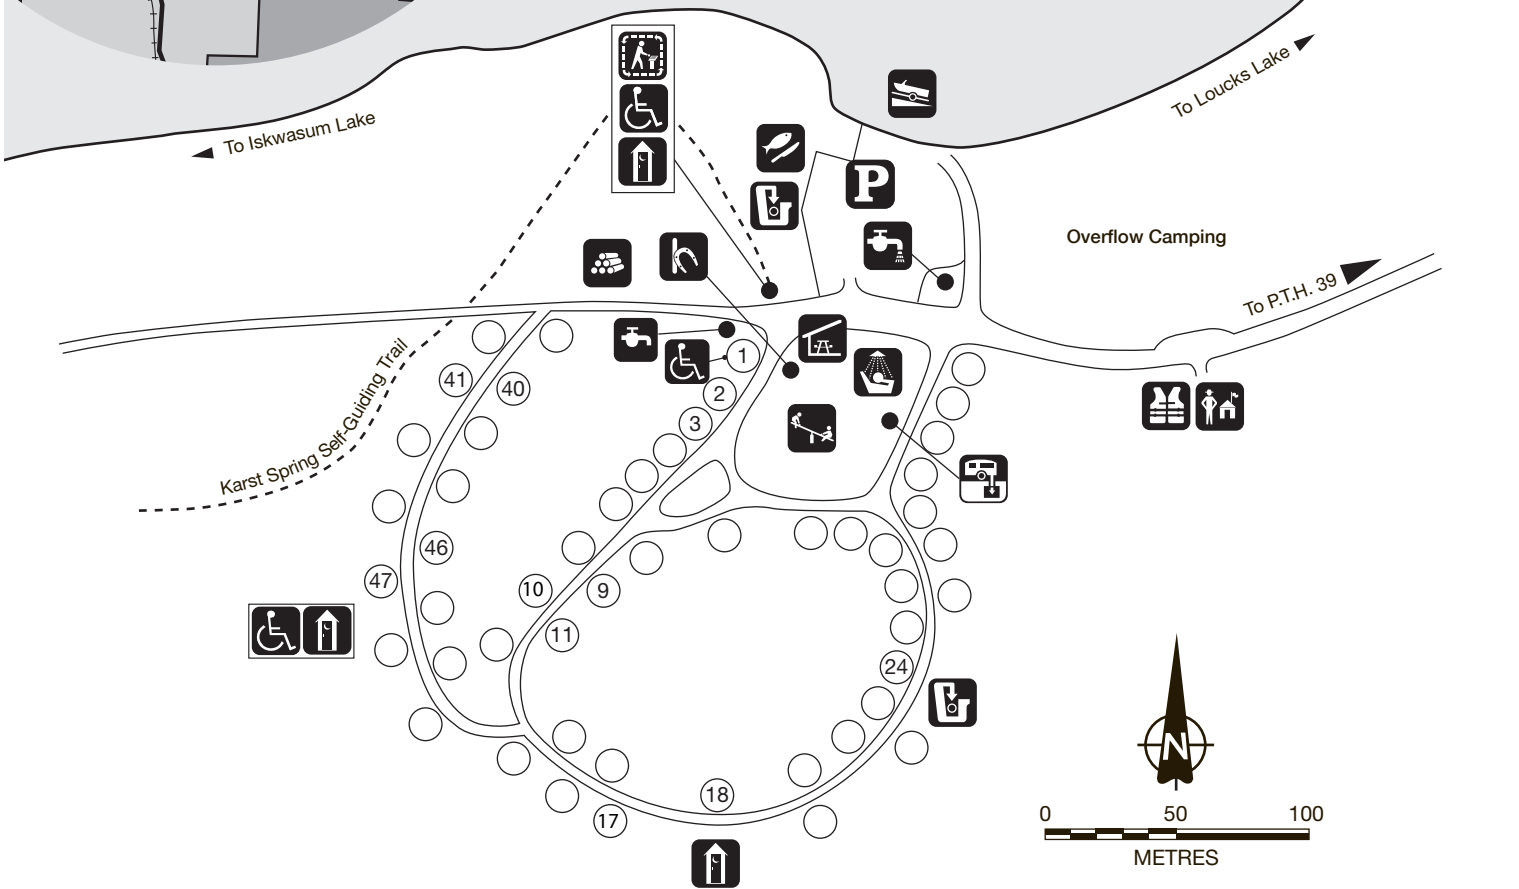 To Iskwasum Lake
To Loucks Lake
P
Overflow Camping
To P.T.H. 39
Karst Spring Self-Guiding Trail
1
41
40
2
3
46
47
10
9
11
24
18
17
N
0 50 100
METRES